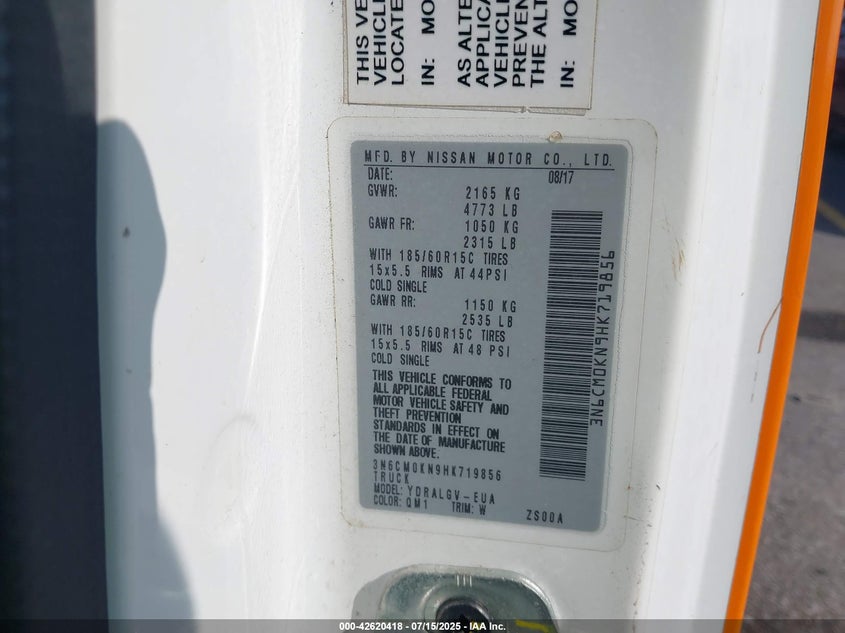 THIS VE
VEHICLE
LOCATE
IN: MO
AS ALTE
APPLICA
VEHICLE
PREVEN
THE ALT
IN: MO
MFD. BY NISSAN MOTOR CO., LTD.
DATE: 08/17
GVWR: 2165 KG
4773 LB
GAWR FR: 1050 KG
2315 LB
WITH 185/60R15C TIRES
15x5.5 RIMS AT 44PSI
COLD SINGLE
GAWR RR: 1150 KG
2535 LB
WITH 185/60R15C TIRES
15x5.5 RIMS AT 48 PSI
COLD SINGLE
THIS VEHICLE CONFORMS TO
ALL APPLICABLE FEDERAL
MOTOR VEHICLE SAFETY AND
THEFT PREVENTION
STANDARDS IN EFFECT ON
THE DATE OF MANUFACTURE
SHOWN ABOVE.
3N6CM0KN9HK719856
TRUCK
MODEL: YDRALGV-EUA
COLOR: QM1 TRIM: W ZS00A
3N6CM0KN9HK719856
000-42620418 - 07/15/2025 - IAA Inc.